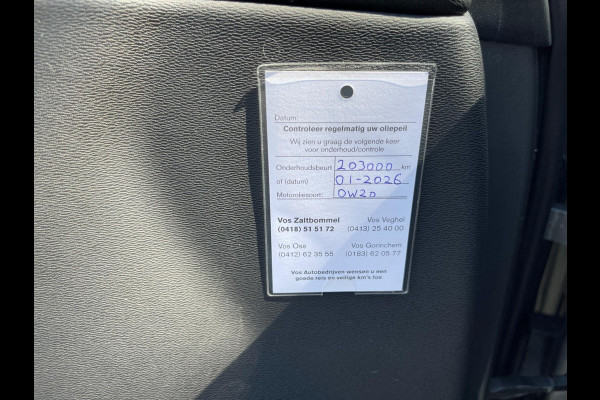 Datum:
Controleer regelmatig uw oliepeil
Wij zien u graag de volgende keer
voor onderhoud/controle
Onderhoudsbeurt 203000 km
of (datum) 01-2026
Motoroliesoort: 0W20
Vos Zaltbommel Vos Veghel
(0418) 51 51 72 (0413) 25 40 00
Vos Oss Vos Gorinchem
(0412) 62 35 55 (0183) 62 05 77
Vos Autobedrijven wensen u een
goede reis en veilige km's toe